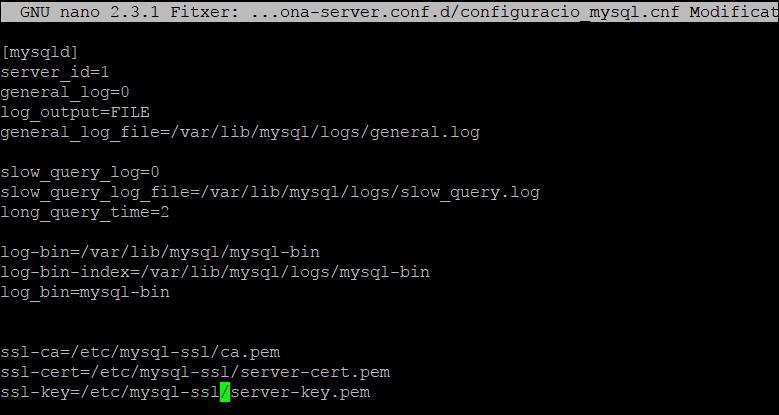 GNU nano 2.3.1 Fitxer: ...ona-server.conf.d/configuracio_mysql.cnf Modificat
[mysqld]
server_id=1
general_log=0
log_output=FILE
general_log_file=/var/lib/mysql/logs/general.log
slow_query_log=0
slow_query_log_file=/var/lib/mysql/logs/slow_query.log
long_query_time=2
log-bin=/var/lib/mysql/mysql-bin
log-bin-index=/var/lib/mysql/logs/mysql-bin
log_bin=mysql-bin
ssl-ca=/etc/mysql-ssl/ca.pem
ssl-cert=/etc/mysql-ssl/server-cert.pem
ssl-key=/etc/mysql-ssl/server-key.pem